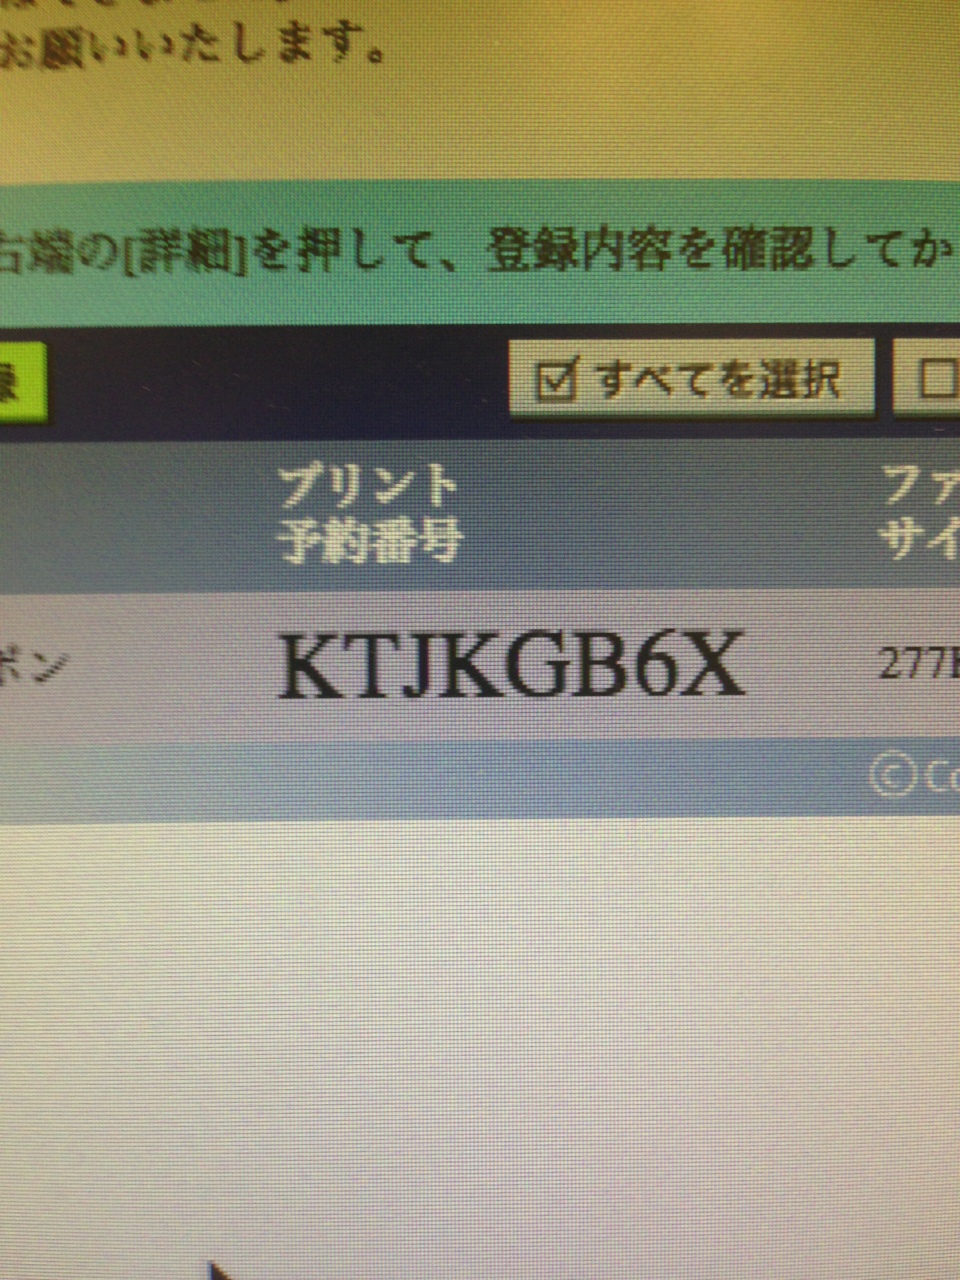 お願いいたします。
右端の[詳細]を押して、登録内容を確認してか
録
すべてを選択
プリント
予約番号
ファ
サイ
ポン
KTJKGB6X
277
©Co